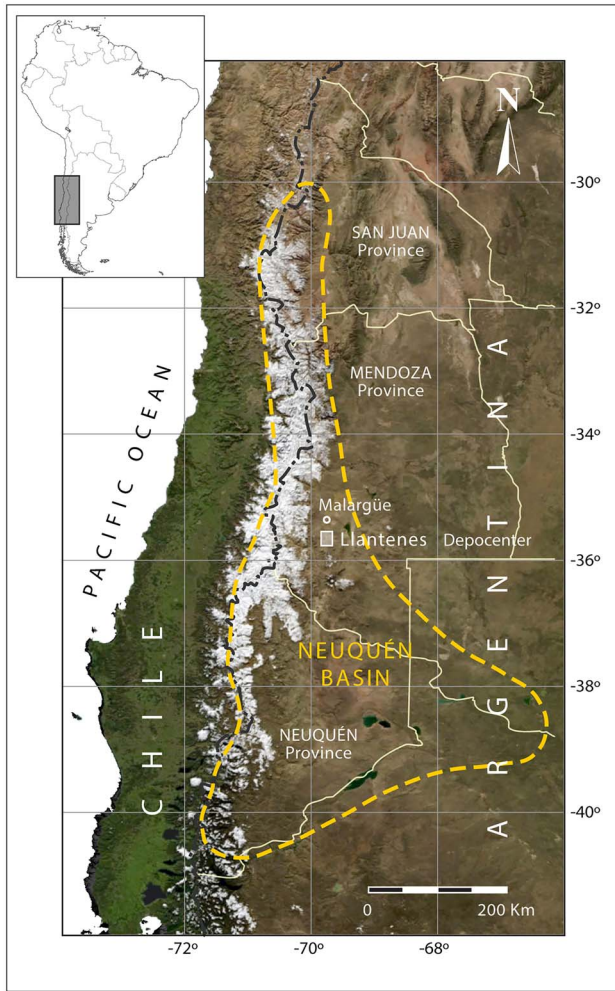 N
-30º
SAN JUAN
Province
-32º
MENDOZA
Province
-34º
PACIFIC OCEAN
Malargüe
Llantenes Depocenter
-36º
CHILE
ARGENTINA
NEUQUÉN
BASIN
-38º
NEUQUÉN
Province
-40º
0 200 Km
-72º -70º -68º